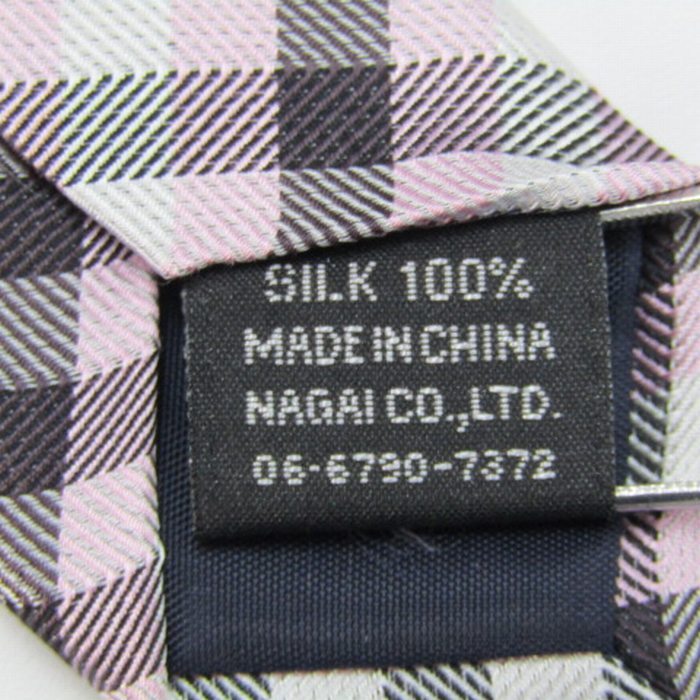 SILK 100%
MADE IN CHINA
NAGAI CO.,LTD.
06-6790-7372